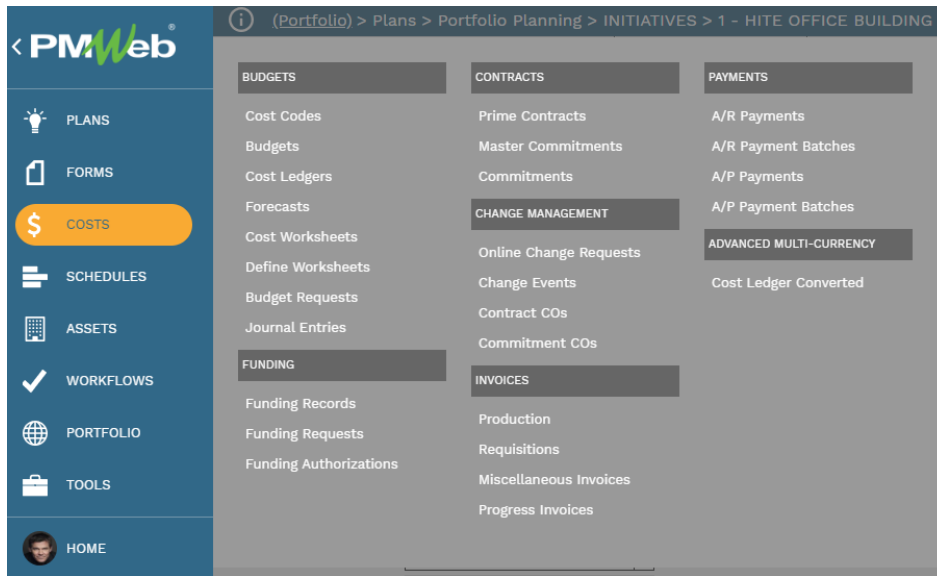 (Portfolio) > Plans > Portfolio Planning > INITIATIVES > 1 - HITE OFFICE BUILDING
< PMWeb®
PLANS
FORMS
COSTS
SCHEDULES
ASSETS
WORKFLOWS
PORTFOLIO
TOOLS
HOME
BUDGETS
Cost Codes
Budgets
Cost Ledgers
Forecasts
Cost Worksheets
Define Worksheets
Budget Requests
Journal Entries
FUNDING
Funding Records
Funding Requests
Funding Authorizations
CONTRACTS
Prime Contracts
Master Commitments
Commitments
CHANGE MANAGEMENT
Online Change Requests
Change Events
Contract COs
Commitment COs
INVOICES
Production
Requisitions
Miscellaneous Invoices
Progress Invoices
PAYMENTS
A/R Payments
A/R Payment Batches
A/P Payments
A/P Payment Batches
ADVANCED MULTI-CURRENCY
Cost Ledger Converted